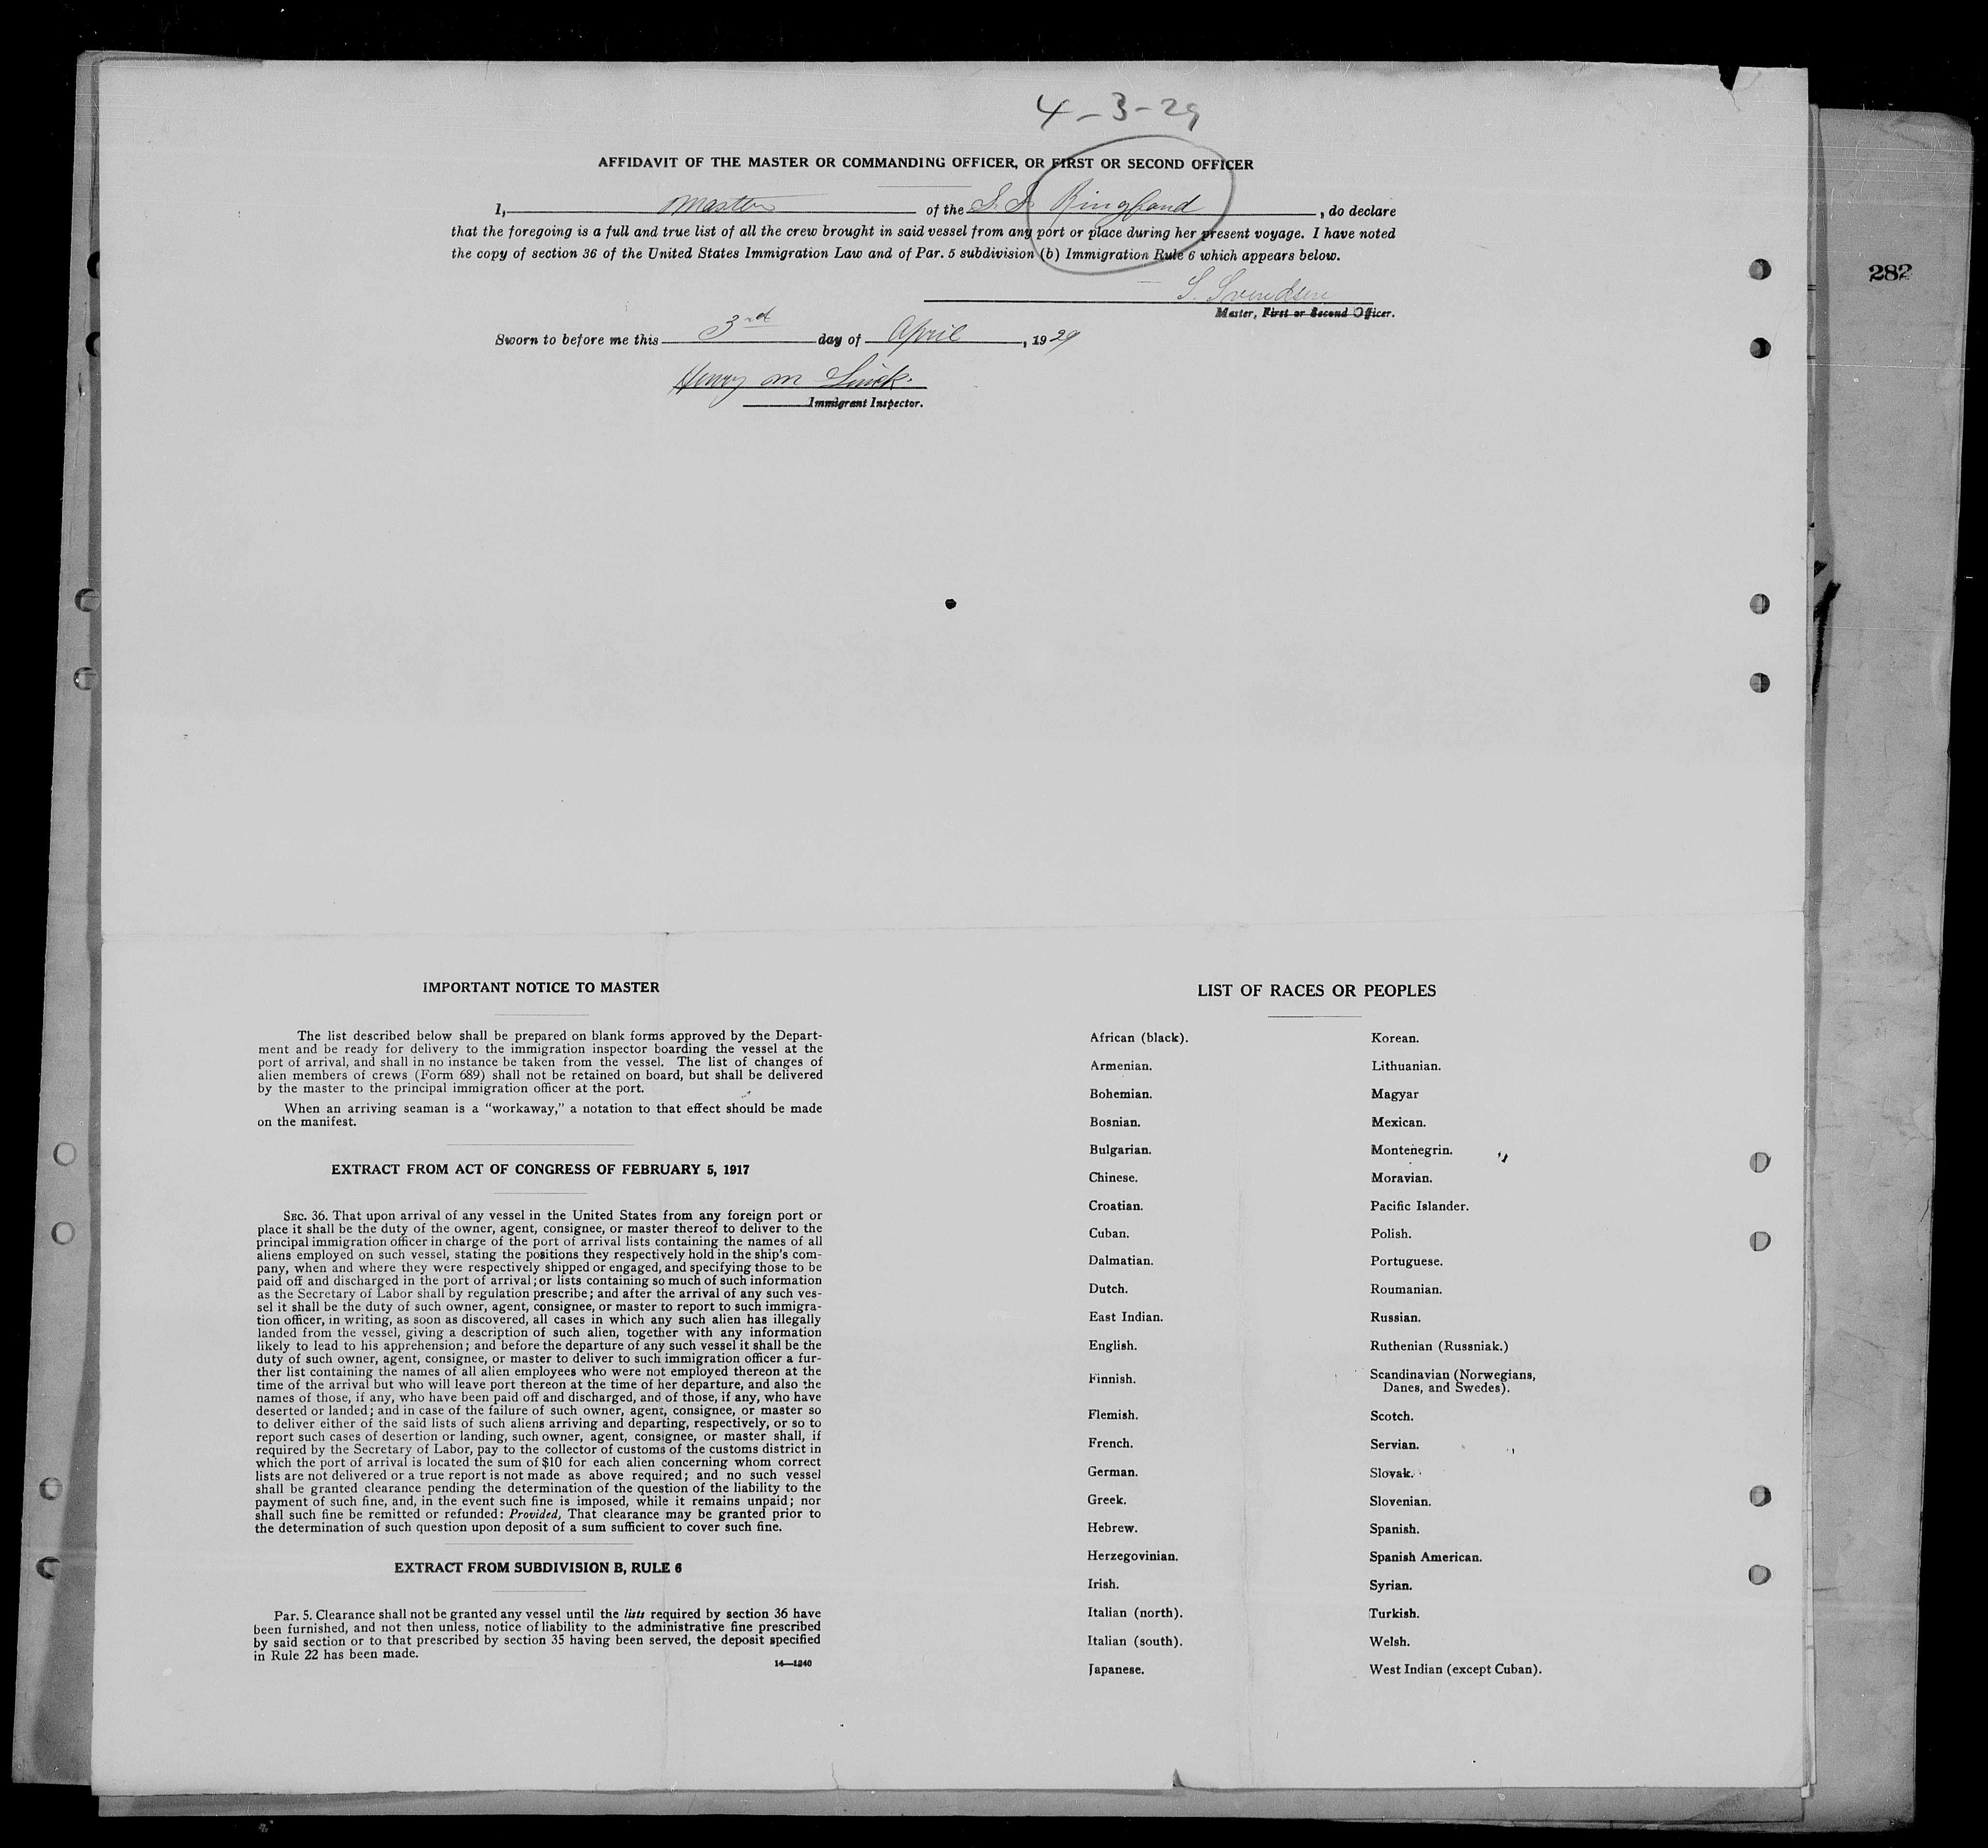 4-3-29
AFFIDAVIT OF THE MASTER OR COMMANDING OFFICER, OR FIRST OR SECOND OFFICER
I, Master of the S.S. Ringfond, do declare
that the foregoing is a full and true list of all the crew brought in said vessel from any port or place during her present voyage. I have noted
the copy of section 36 of the United States Immigration Law and of Par. 5 subdivision (b) Immigration Rule 6 which appears below.
282
S. Svendsen
Master, First or Second Officer.
Sworn to before me this 3rd day of April, 1929
Henry M
Immigrant Inspector.
IMPORTANT NOTICE TO MASTER
The list described below shall be prepared on blank forms approved by the Depart-
ment and be ready for delivery to the immigration inspector boarding the vessel at the
port of arrival, and shall in no instance be taken from the vessel. The list of changes of
alien members of crews (Form 689) shall not be retained on board, but shall be delivered
by the master to the principal immigration officer at the port.
When an arriving seaman is a "workaway," a notation to that effect should be made
on the manifest.
EXTRACT FROM ACT OF CONGRESS OF FEBRUARY 5, 1917
SEC. 36. That upon arrival of any vessel in the United States from any foreign port or
place it shall be the duty of the owner, agent, consignee, or master thereof to deliver to the
principal immigration officer in charge of the port of arrival lists containing the names of all
aliens employed on such vessel, stating the positions they respectively hold in the ship's com-
pany, when and where they were respectively shipped or engaged, and specifying those to be
paid off and discharged in the port of arrival; or lists containing so much of such information
as the Secretary of Labor shall by regulation prescribe; and after the arrival of any such ves-
sel it shall be the duty of such owner, agent, consignee, or master to report to such immigra-
tion officer, in writing, as soon as discovered, all cases in which any such alien has illegally
landed from the vessel, giving a description of such alien, together with any information
likely to lead to his apprehension; and before the departure of any such vessel it shall be the
duty of such owner, agent, consignee, or master to deliver to such immigration officer a fur-
ther list containing the names of all alien employees who were not employed thereon at the
time of the arrival but who will leave port thereon at the time of her departure, and also the
names of those, if any, who have been paid off and discharged, and of those, if any, who have
deserted or landed; and in case of the failure of such owner, agent, consignee, or master so
to deliver either of the said lists of such aliens arriving and departing, respectively, or so to
report such cases of desertion or landing, such owner, agent, consignee, or master shall, if
required by the Secretary of Labor, pay to the collector of customs of the customs district in
which the port of arrival is located the sum of $10 for each alien concerning whom correct
lists are not delivered or a true report is not made as above required; and no such vessel
shall be granted clearance pending the determination of the question of the liability to the
payment of such fine, and, in the event such fine is imposed, while it remains unpaid; nor
shall such fine be remitted or refunded: Provided, That clearance may be granted prior to
the determination of such question upon deposit of a sum sufficient to cover such fine.
EXTRACT FROM SUBDIVISION B, RULE 6
Par. 5. Clearance shall not be granted any vessel until the lists required by section 36 have
been furnished, and not then unless, notice of liability to the administrative fine prescribed
by said section or to that prescribed by section 35 having been served, the deposit specified
in Rule 22 has been made.
14—1240
LIST OF RACES OR PEOPLES
African (black).
Armenian.
Bohemian.
Bosnian.
Bulgarian.
Chinese.
Croatian.
Cuban.
Dalmatian.
Dutch.
East Indian.
English.
Finnish.
Flemish.
French.
German.
Greek.
Hebrew.
Herzegovinian.
Irish.
Italian (north).
Italian (south).
Japanese.
Korean.
Lithuanian.
Magyar
Mexican.
Montenegrin.
Moravian.
Pacific Islander.
Polish.
Portuguese.
Roumanian.
Russian.
Ruthenian (Russniak.)
Scandinavian (Norwegians,
Danes, and Swedes).
Scotch.
Servian.
Slovak.
Slovenian.
Spanish.
Spanish American.
Syrian.
Turkish.
Welsh.
West Indian (except Cuban).